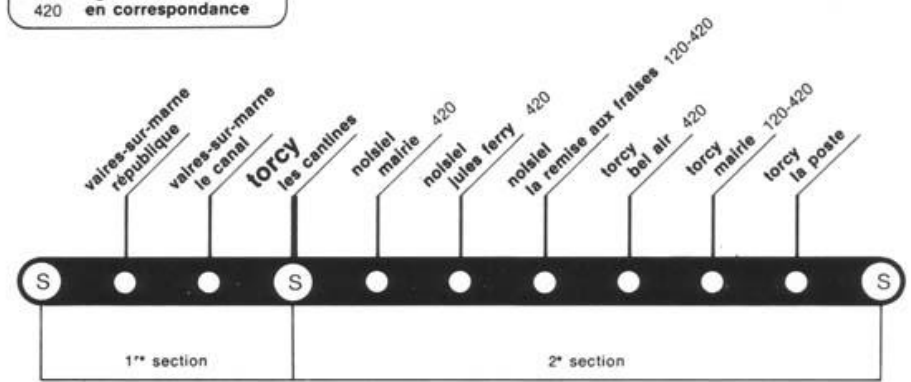 420 en correspondance
vaires-sur-marne
république
vaires-sur-marne
le canal
torcy
les cantines
noisiel
mairie 420
noisiel
jules ferry 420
noisiel
la remise aux fraises 120-420
torcy
bel air 420
torcy
mairie 120-420
torcy
la poste
S S S
1re section 2e section